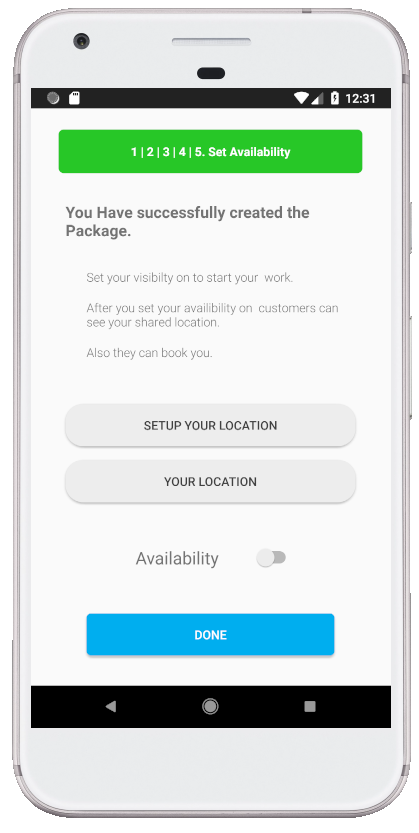 12:31
1 | 2 | 3 | 4 | 5. Set Availability
You Have successfully created the
Package.
Set your visibilty on to start your work.
After you set your availibility on customers can
see your shared location.
Also they can book you.
SETUP YOUR LOCATION
YOUR LOCATION
Availability
DONE